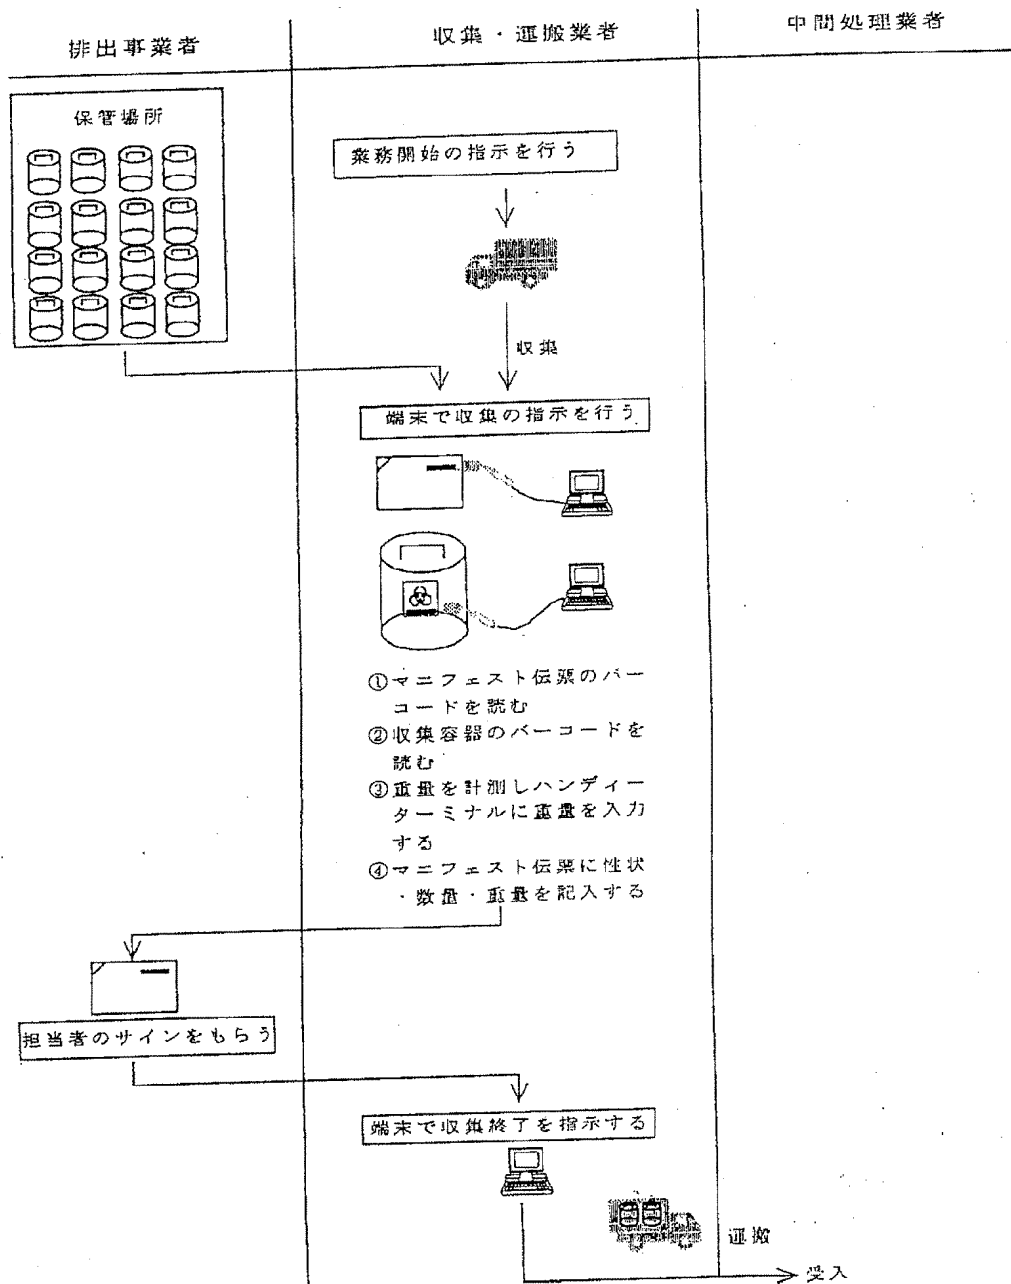 排出事業者
収集・運搬業者
中間処理業者
保管場所
業務開始の指示を行う
収集
端末で収集の指示を行う
①マニフェスト伝票のバー
コードを読む
②収集容器のバーコードを
読む
③重量を計測しハンディー
ターミナルに重量を入力
する
④マニフェスト伝票に性状
・数量・重量を記入する
担当者のサインをもらう
端末で収集終了を指示する
運搬
受入